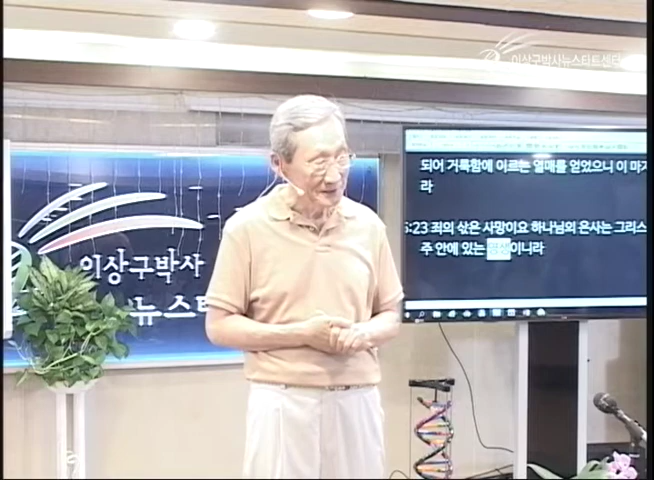 이상구박사뉴스타트센터
되어 거룩함에 이르는 열매를 얻었으니 이 마지
라
6:23 죄의 삯은 사망이요 하나님의 은사는 그리스
주 안에 있는 영생이니라
이상구박사
뉴스타